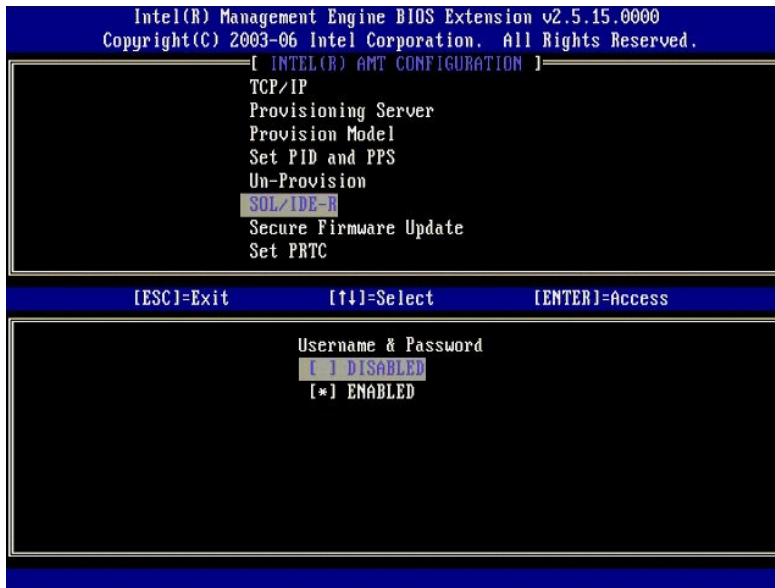 Intel(R) Management Engine BIOS Extension v2.5.15.0000
Copyright(C) 2003-06 Intel Corporation. All Rights Reserved.
[ INTEL(R) AMT CONFIGURATION ]
TCP/IP
Provisioning Server
Provision Model
Set PID and PPS
Un-Provision
SOL/IDE-R
Secure Firmware Update
Set PRTC
[ESC]=Exit [↑↓]=Select [ENTER]=Access
Username & Password
[ ] DISABLED
[*] ENABLED